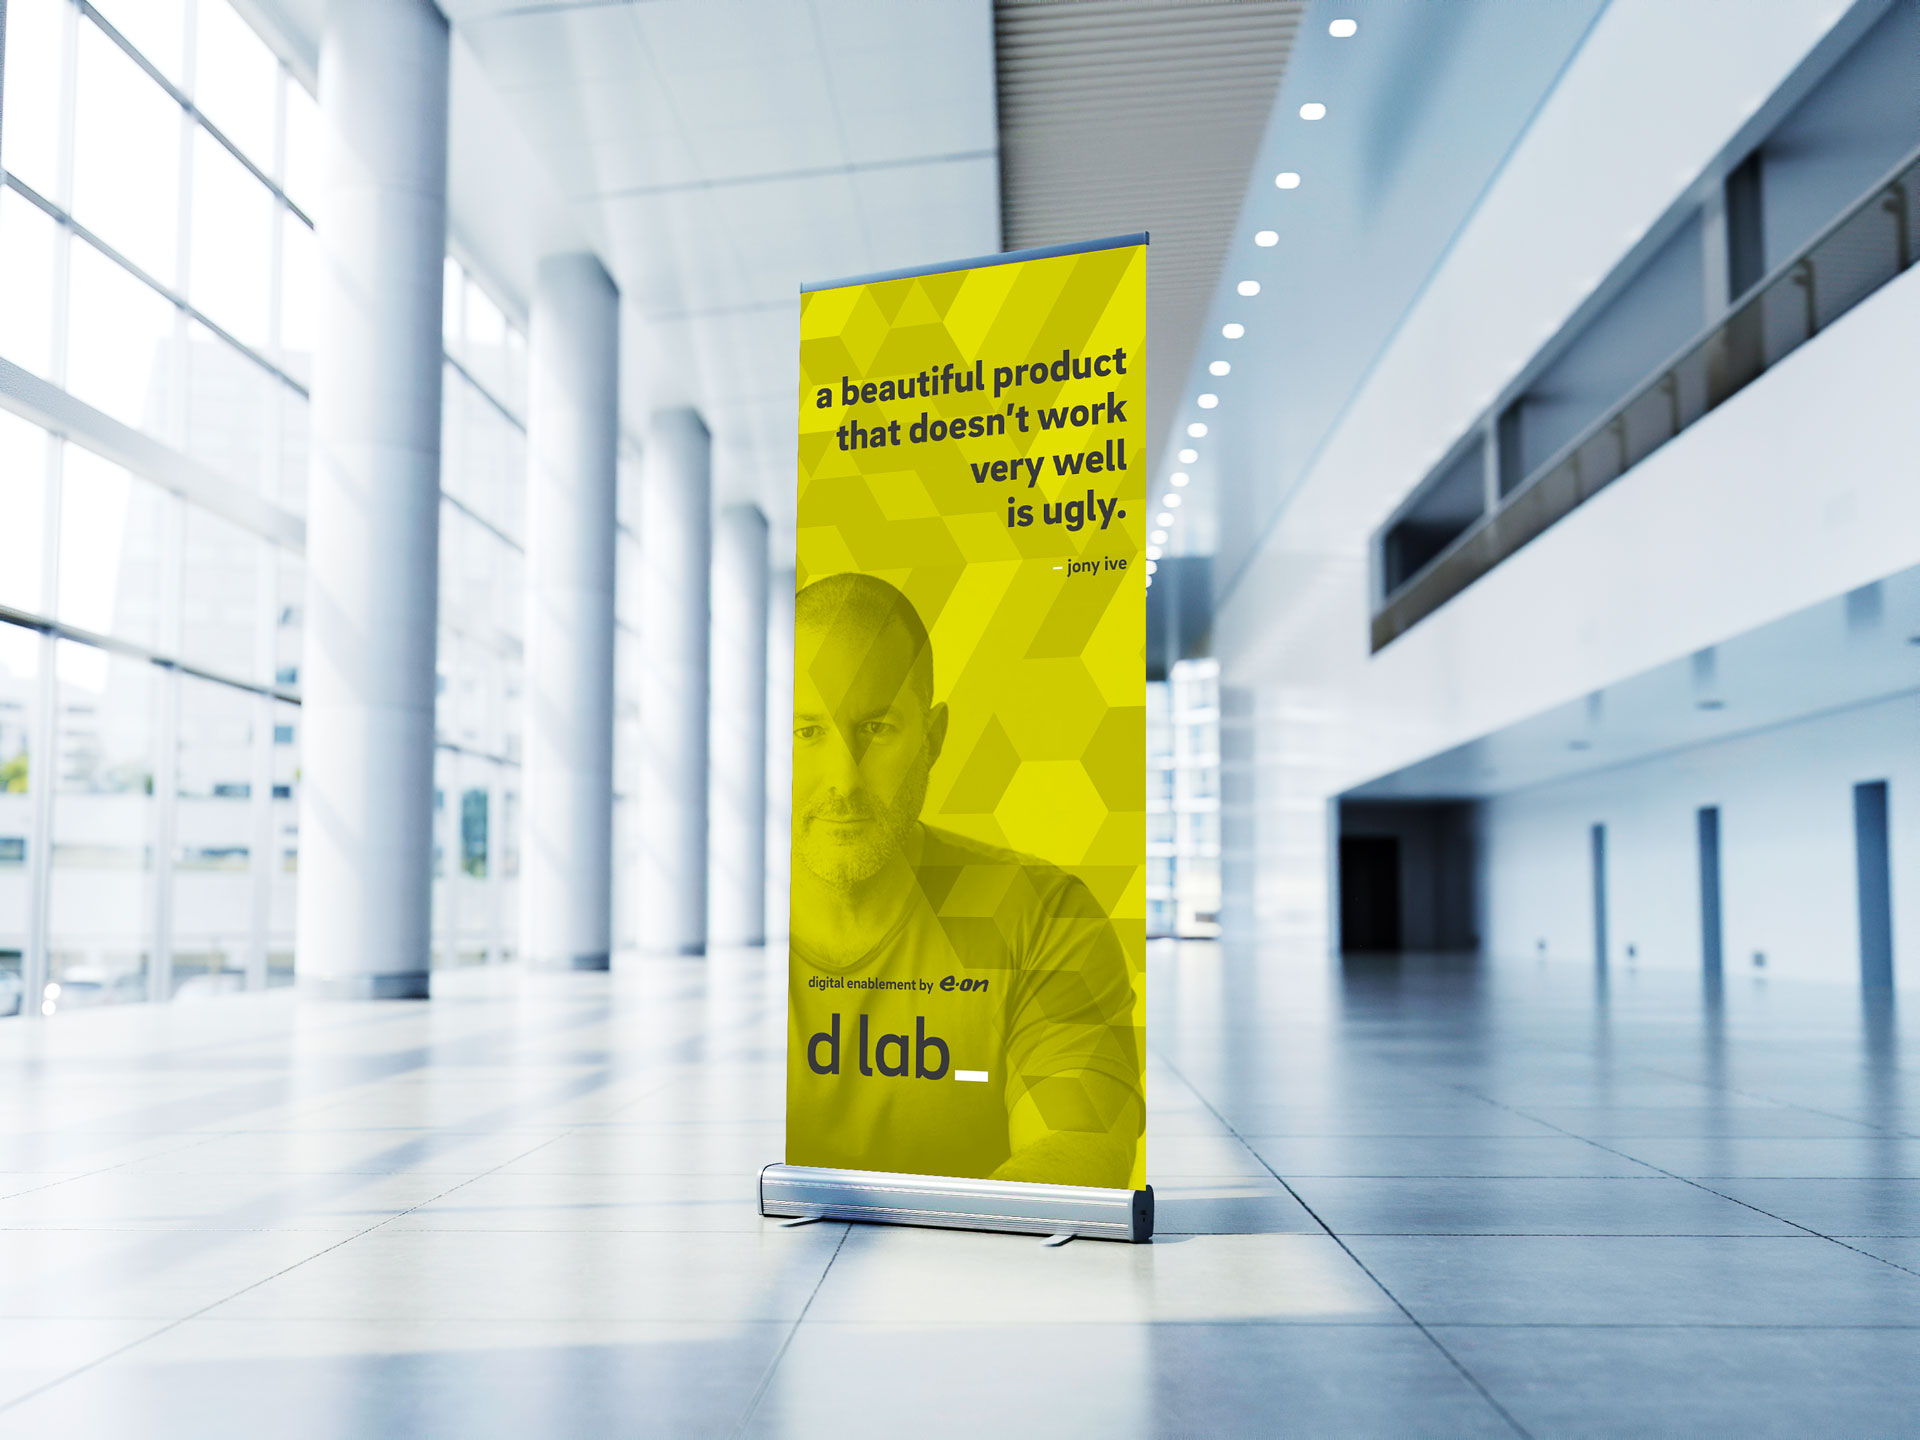 a beautiful product
that doesn't work
very well
is ugly.
– jony ive
digital enablement by e·on
d lab_